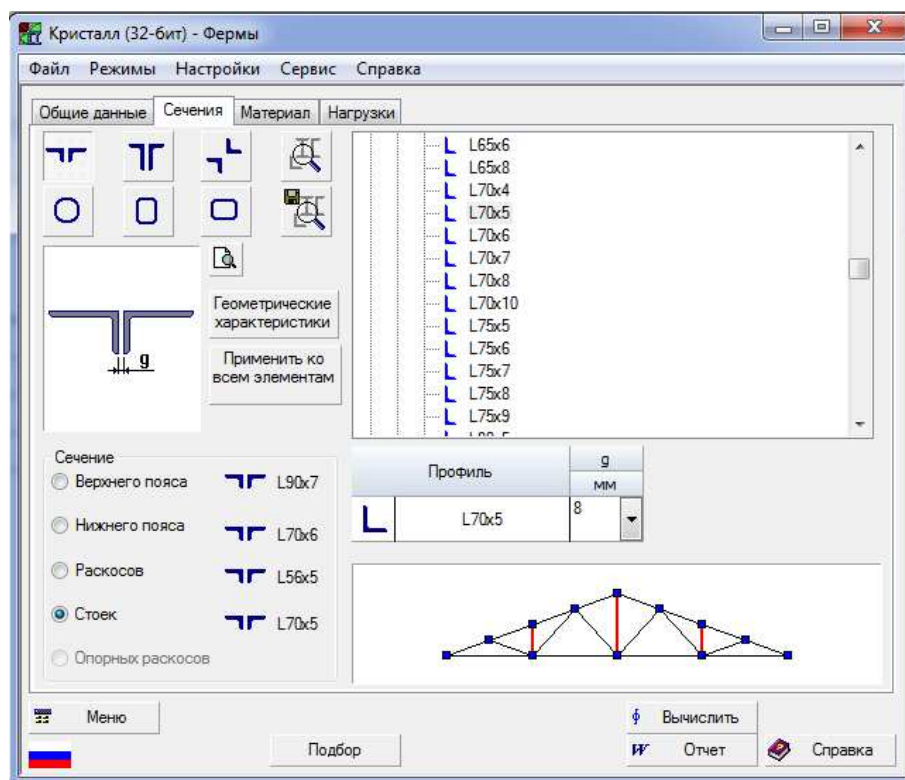 Кристалл (32-бит) - Фермы
Файл Режимы Настройки Сервис Справка
Общие данные Сечения Материал Нагрузки
L65x6
L65x8
L70x4
L70x5
L70x6
L70x7
L70x8
L70x10
L75x5
L75x6
L75x7
L75x8
L75x9
g
Геометрические
характеристики
Применить ко
всем элементам
Сечение
Верхнего пояса L90x7
Нижнего пояса L70x6
Раскосов L56x5
Стоек L70x5
Опорных раскосов
Профиль g
мм
L70x5 8
Меню
Подбор
Вычислить
Отчет
Справка